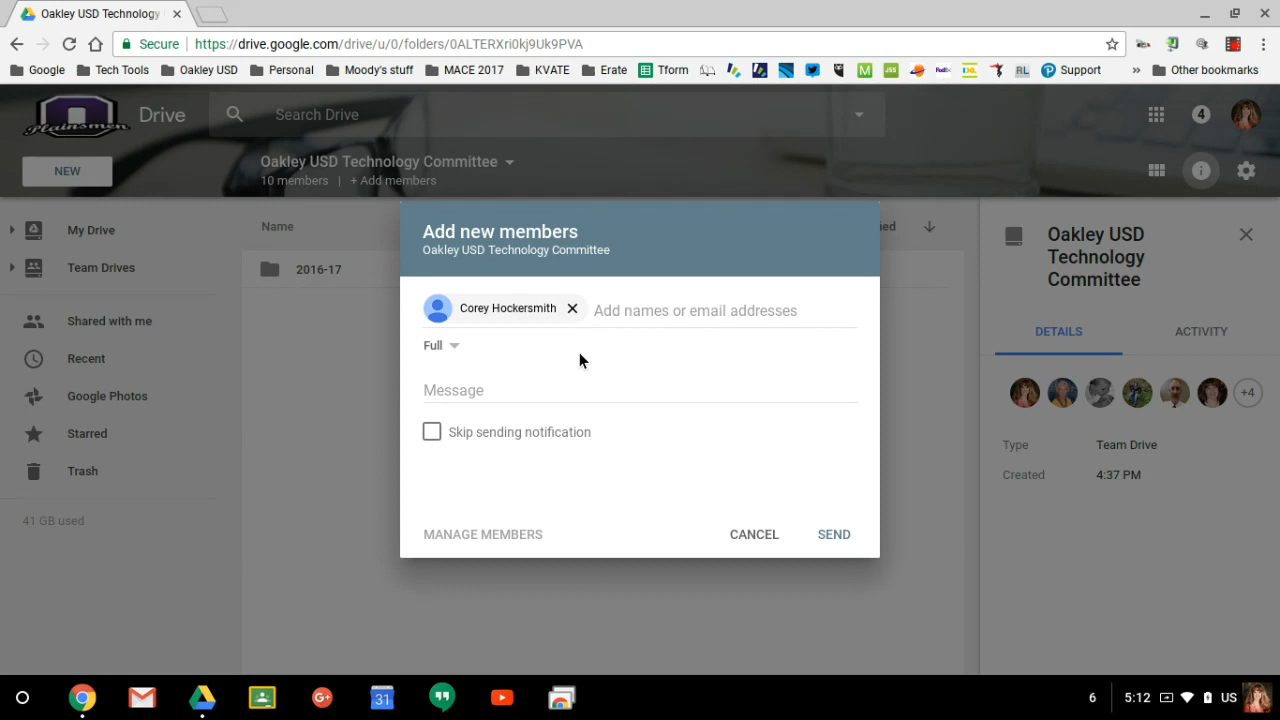 Oakley USD Technology
Secure https://drive.google.com/drive/u/0/folders/0ALTERXri0kj9Uk9PVA
Google Tech Tools Oakley USD Personal Moody's stuff MACE 2017 KVATE Erate Tform FedEx RL Support » Other bookmarks
Plainsmen Drive Search Drive 4
NEW
Oakley USD Technology Committee
10 members | + Add members
Name
ied
2016-17
My Drive
Team Drives
Shared with me
Recent
Google Photos
Starred
Trash
41 GB used
Add new members
Oakley USD Technology Committee
Corey Hockersmith Add names or email addresses
Full
Message
Skip sending notification
MANAGE MEMBERS CANCEL SEND
Oakley USD
Technology
Committee
DETAILS ACTIVITY
+4
Type Team Drive
Created 4:37 PM
31
6 5:12 US